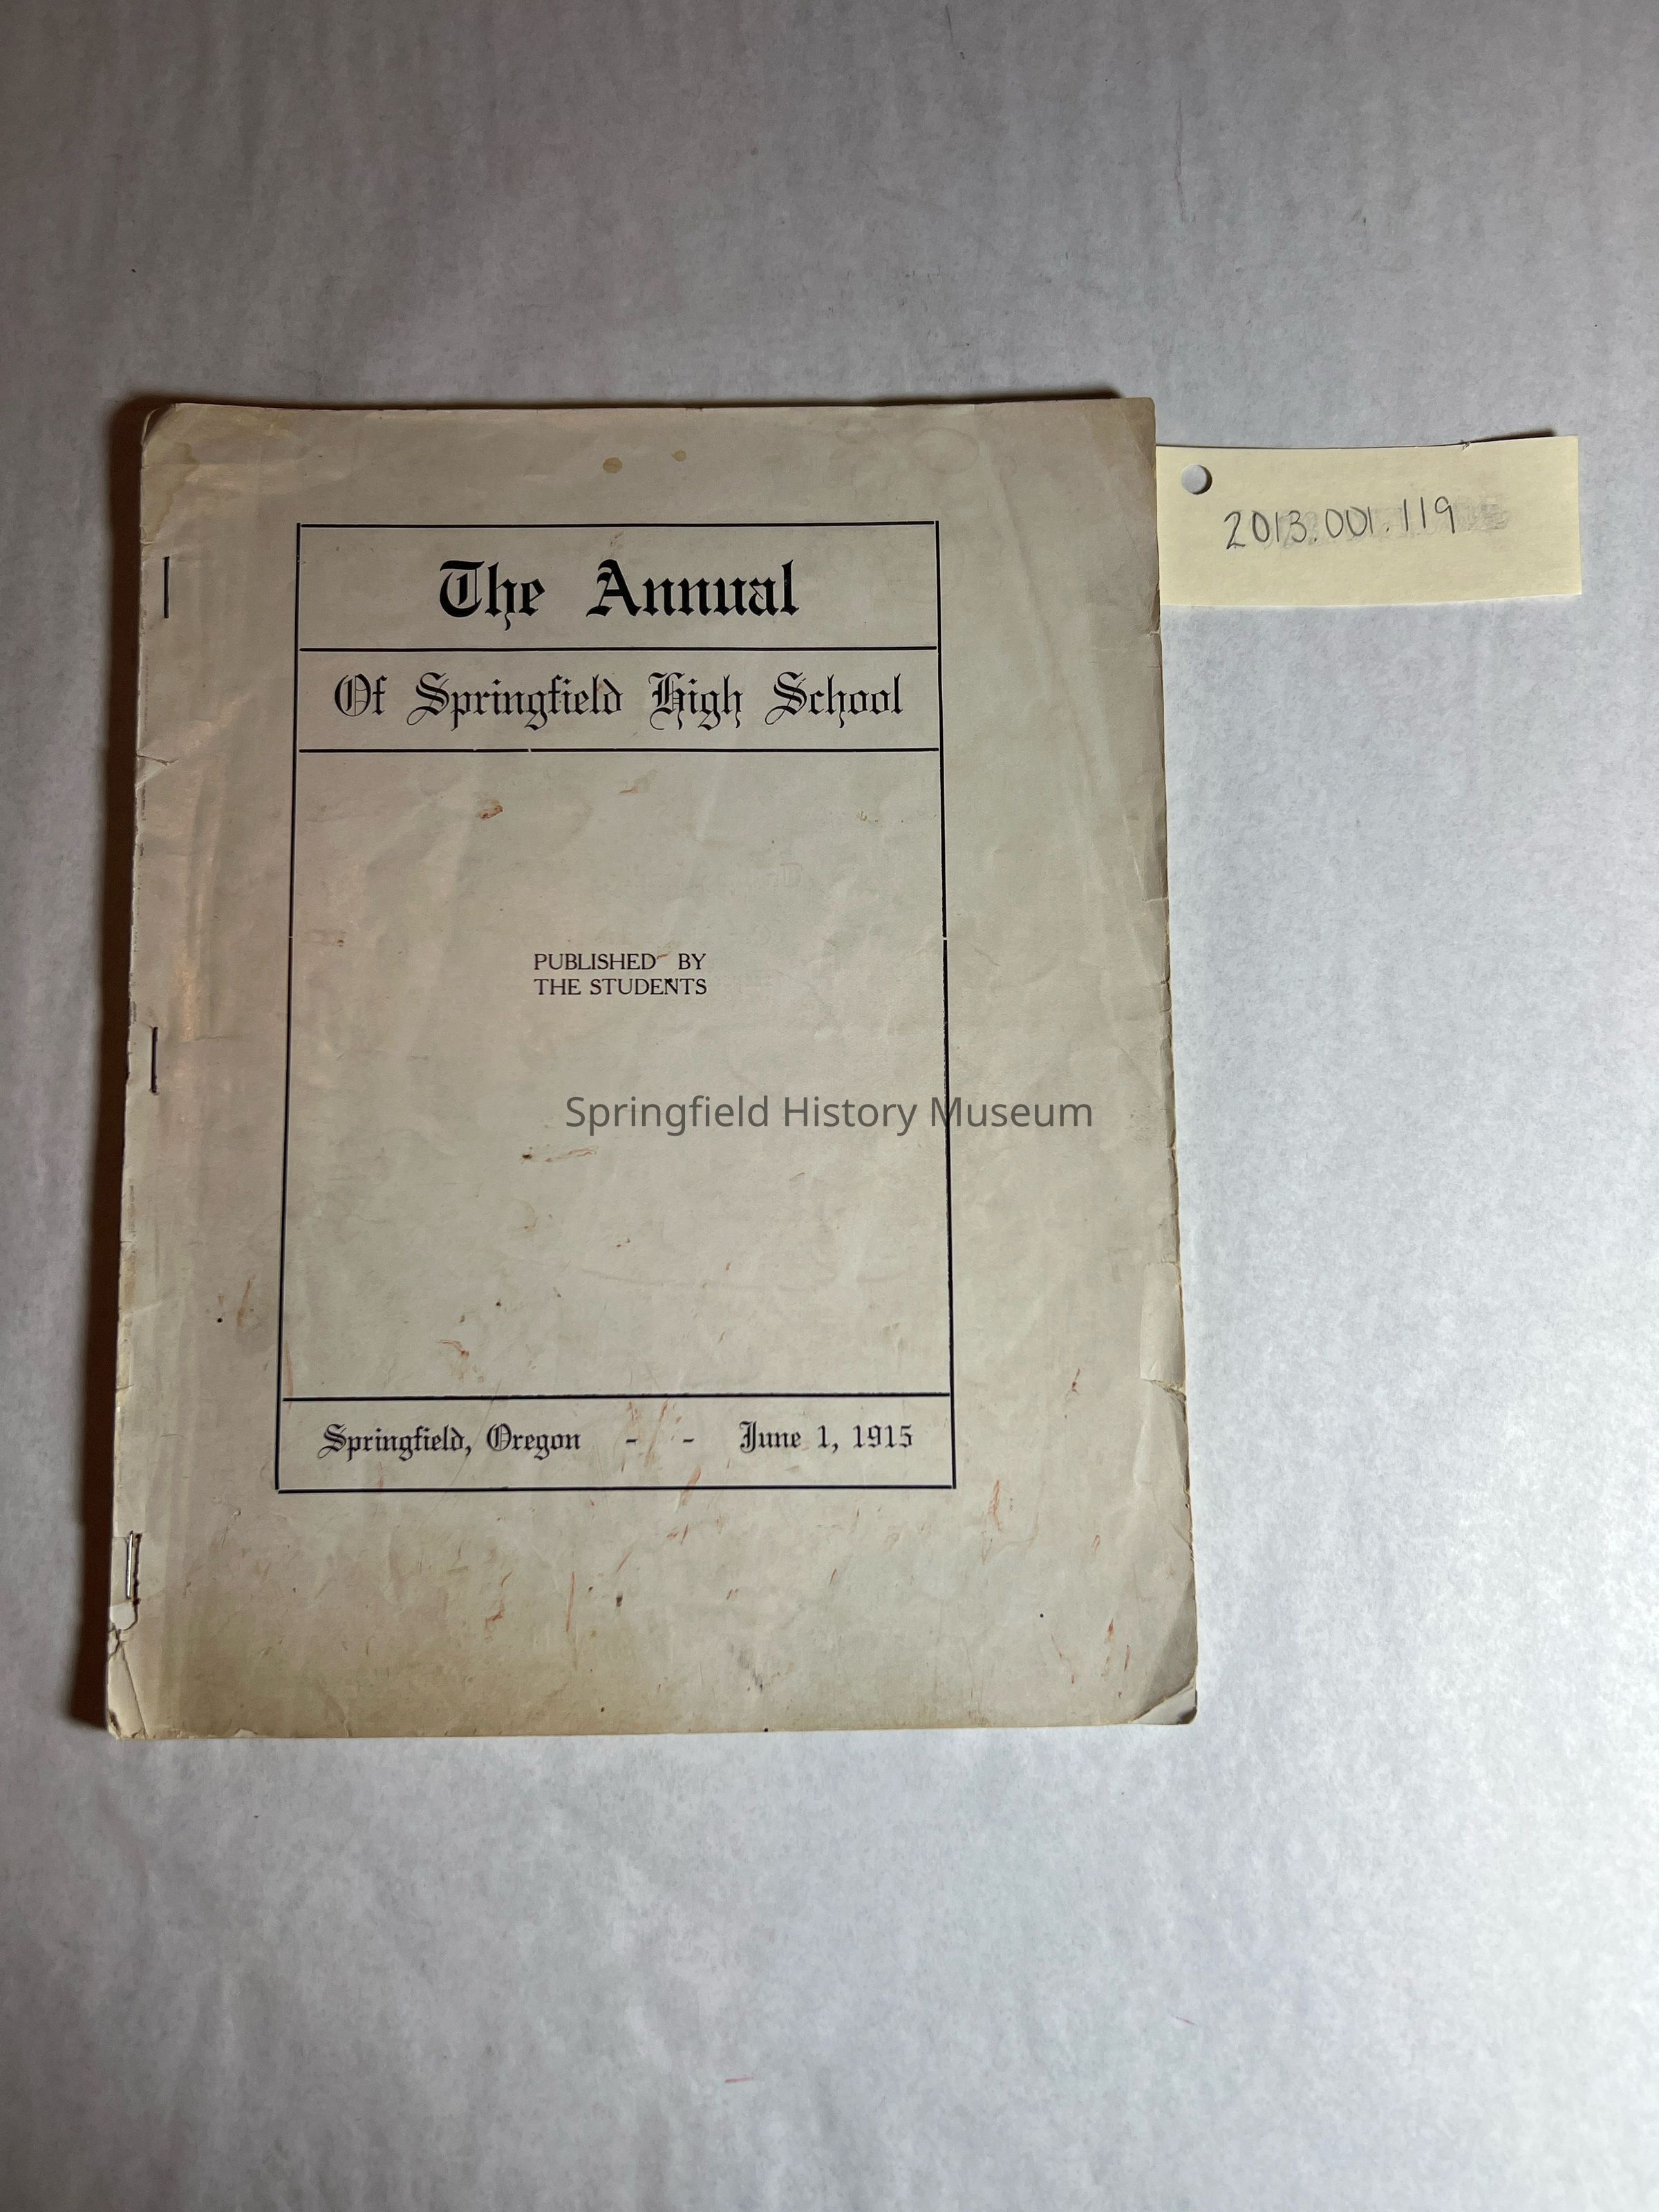 The Annual
Of Springfield High School
PUBLISHED BY
THE STUDENTS
Springfield, Oregon - - June 1, 1915
2013.001.119
Springfield History Museum